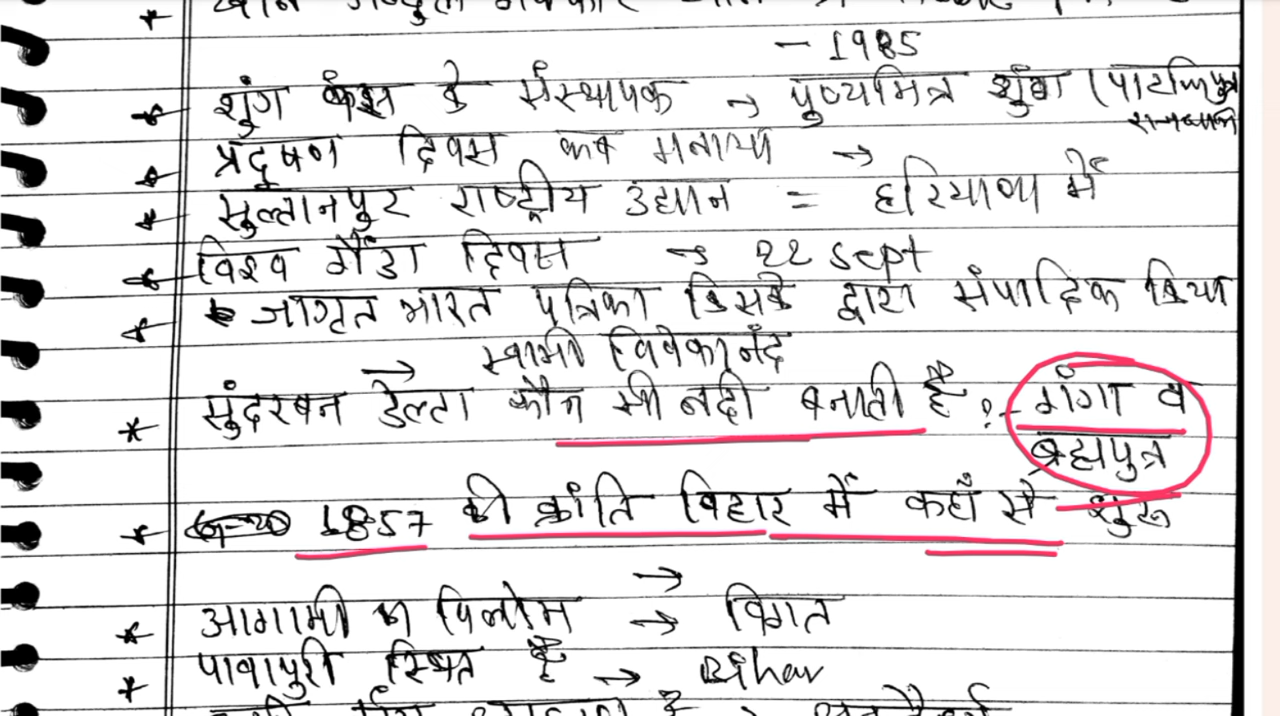 - 1985
* शुंग वंश के संस्थापक → पुष्यमित्र शुंग (पाटलिपुत्र
राजधानी
* प्रदूषण दिवस कब मनाया →
* सुल्तानपुर राष्ट्रीय उद्यान = हरियाणा में
* विश्व गैंडा दिवस → 22 Sept
* जागृत भारत पत्रिका किसके द्वारा संपादिक किया
→ स्वामी विवेकानंद
* सुंदरबन डेल्टा कौन सी नदी बनाती है ?- गंगा व
ब्रह्मपुत्र
* 1857 की क्रांति बिहार में कहाँ से शुरू
→
* आगामी का विलोम → विगत
* पावापुरी स्थित है → Bihar